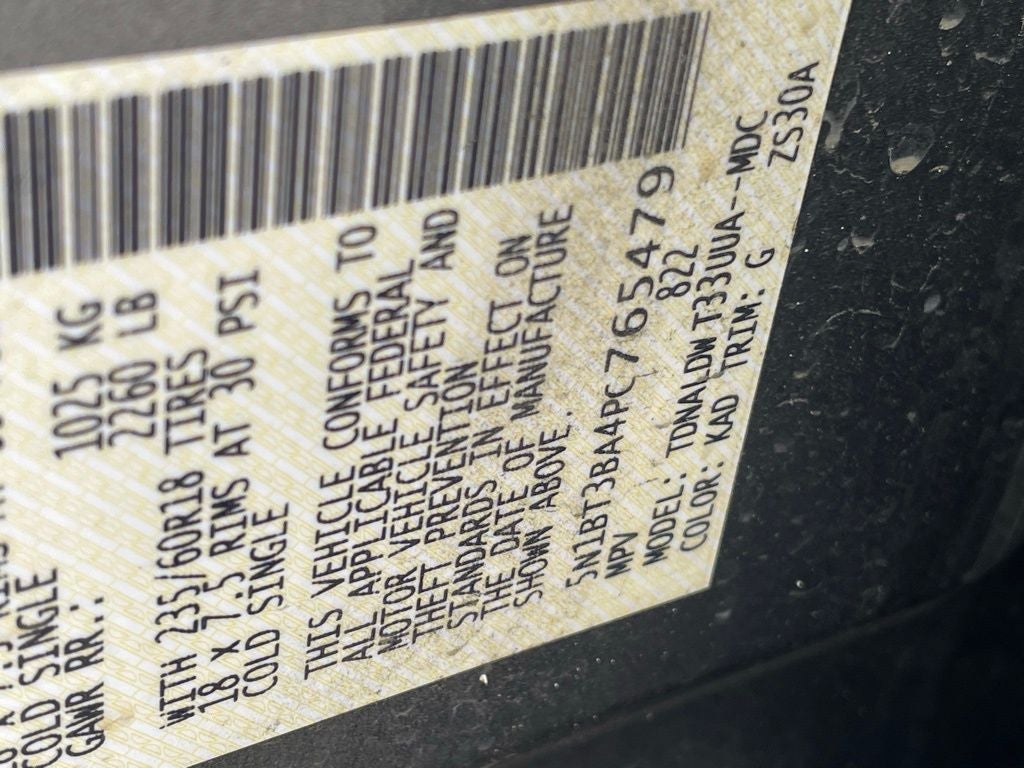 COLD SINGLE
GAWR RR: 1025 KG
2260 LB
WITH 235/60R18 TIRES
18 x 7.5 RIMS AT 30 PSI
COLD SINGLE
THIS VEHICLE CONFORMS TO
ALL APPLICABLE FEDERAL
MOTOR VEHICLE SAFETY AND
THEFT PREVENTION
STANDARDS IN EFFECT ON
THE DATE OF MANUFACTURE
SHOWN ABOVE.
5N1BT3BA4PC765479
MPV 822
MODEL: TDNALDW T33UUA--MDC
COLOR: KAD TRIM: G ZS30A